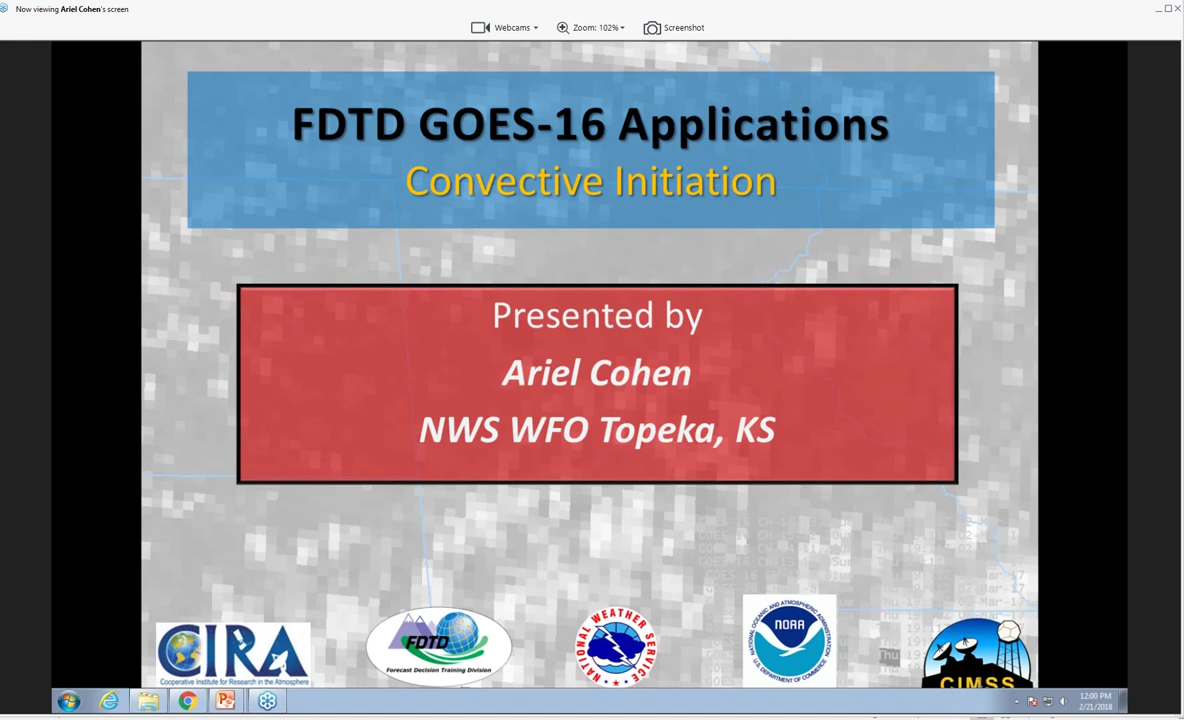 Now viewing Ariel Cohen's screen
Webcams
Zoom: 102%
Screenshot
FDTD GOES-16 Applications
Convective Initiation
Presented by
Ariel Cohen
NWS WFO Topeka, KS
CIRA
Cooperative Institute for Research in the Atmosphere
FDTD
Forecast Decision Training Division
NATIONAL WEATHER SERVICE
NATIONAL OCEANIC AND ATMOSPHERIC ADMINISTRATION
NOAA
U.S. DEPARTMENT OF COMMERCE
CIMSS
12:00 PM
2/21/2018